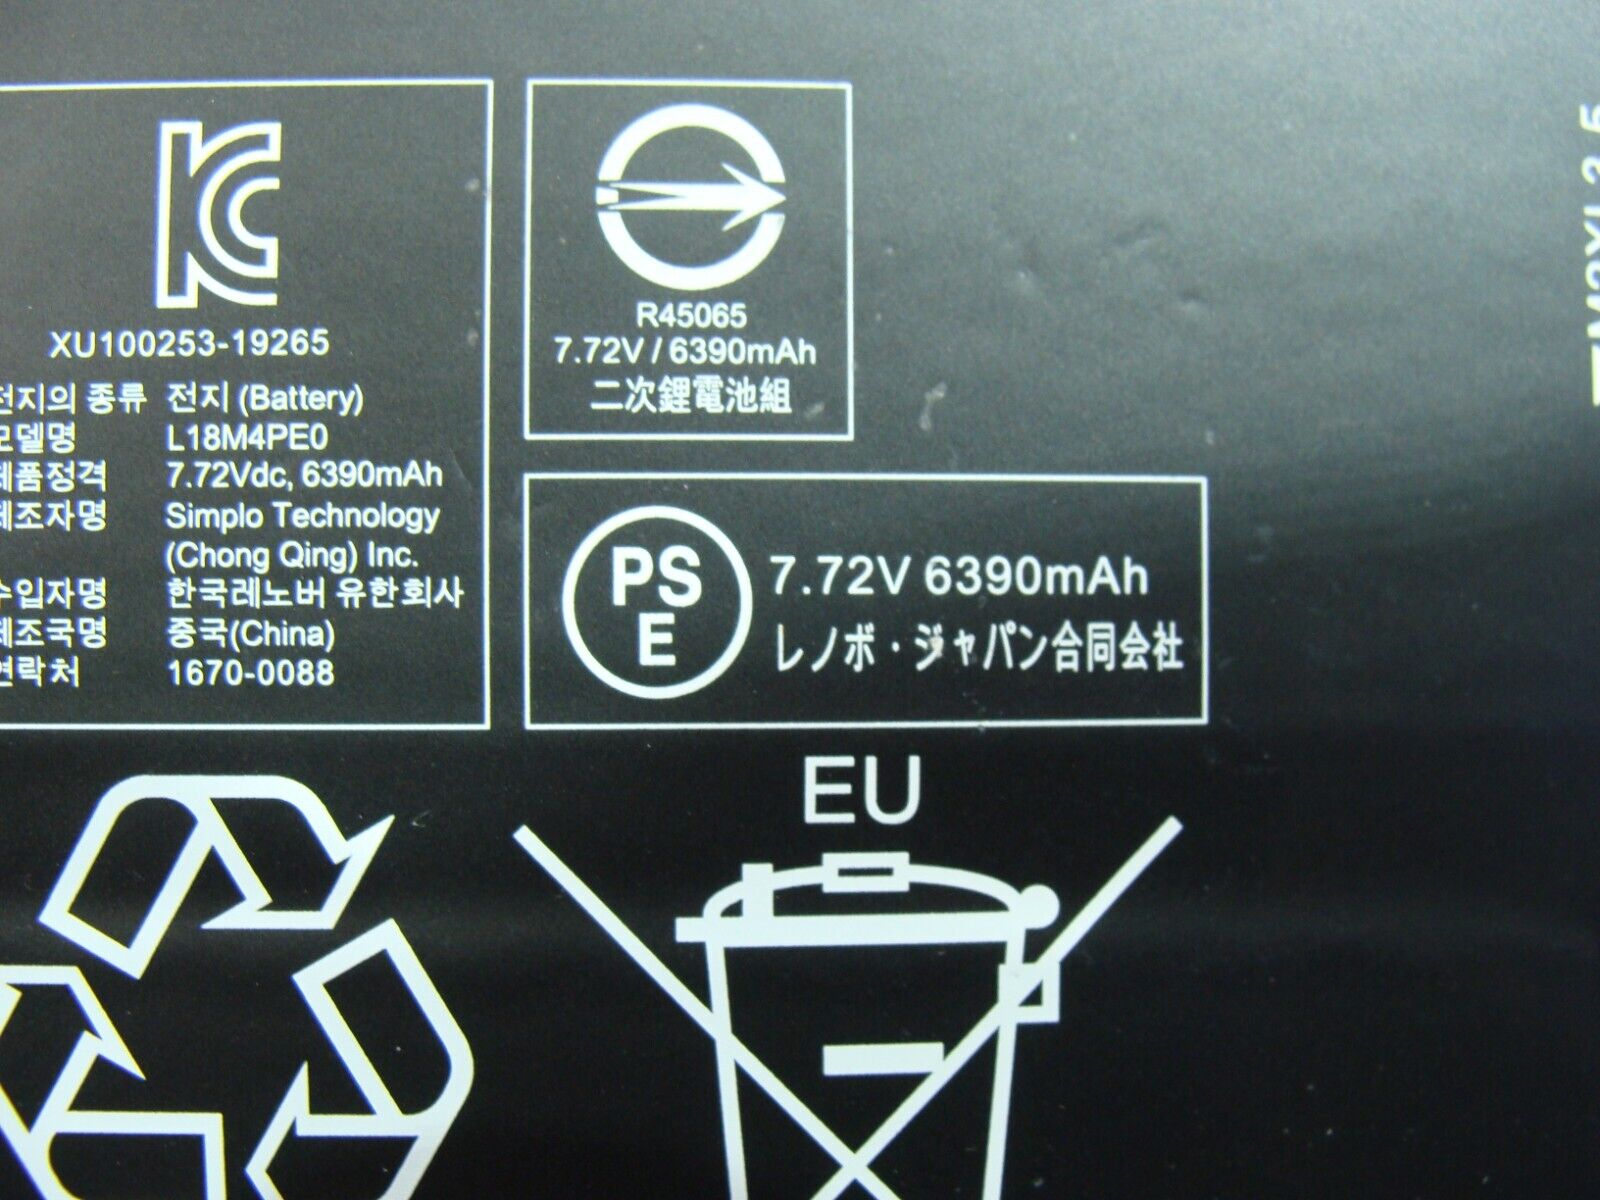 XU100253-19265
전지의 종류 전지 (Battery)
모델명 L18M4PE0
제품정격 7.72Vdc, 6390mAh
제조자명 Simplo Technology
(Chong Qing) Inc.
수입자명 한국레노버 유한회사
제조국명 중국(China)
연락처 1670-0088
R45065
7.72V / 6390mAh
二次鋰電池組
PS
E
7.72V 6390mAh
レノボ・ジャパン合同会社
EU